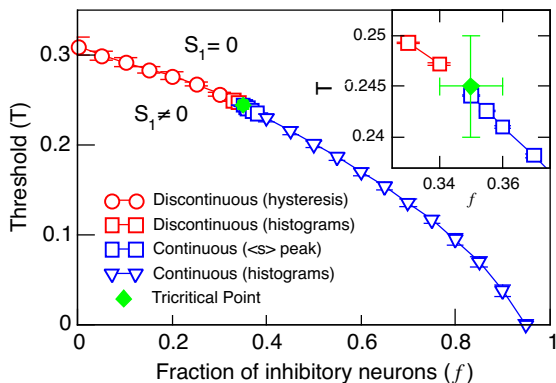 0.3
0.2
0.1
0
Threshold (T)
S1 = 0
S1 ≠ 0
Discontinuous (hysteresis)
Discontinuous (histograms)
Continuous (<s> peak)
Continuous (histograms)
Tricritical Point
0 0.2 0.4 0.6 0.8 1
Fraction of inhibitory neurons (f)
0.25
0.245
0.24
T
0.34 0.36
f